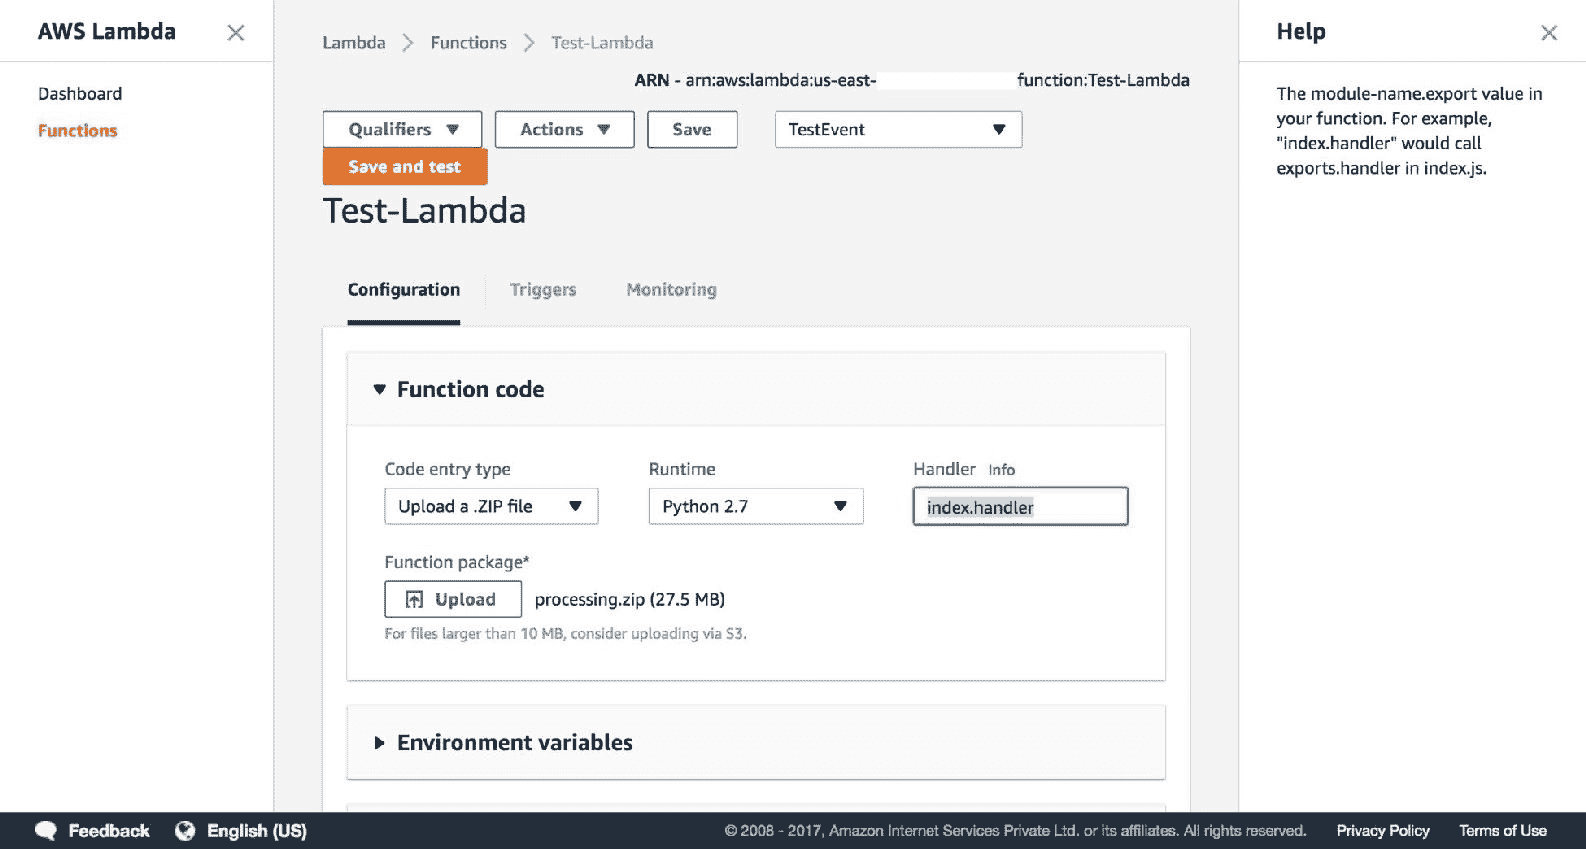 AWS Lambda
Dashboard
Functions
Lambda > Functions > Test-Lambda
ARN - arn:aws:lambda:us-east- function:Test-Lambda
Qualifiers ▼ Actions ▼ Save TestEvent ▼
Save and test
Test-Lambda
Configuration Triggers Monitoring
Function code
Code entry type Runtime Handler Info
Upload a .ZIP file Python 2.7 index.handler
Function package*
Upload processing.zip (27.5 MB)
For files larger than 10 MB, consider uploading via S3.
Environment variables
Help
The module-name.export value in
your function. For example,
"index.handler" would call
exports.handler in index.js.
Feedback English (US) © 2008 - 2017, Amazon Internet Services Private Ltd. or its affiliates. All rights reserved. Privacy Policy Terms of Use